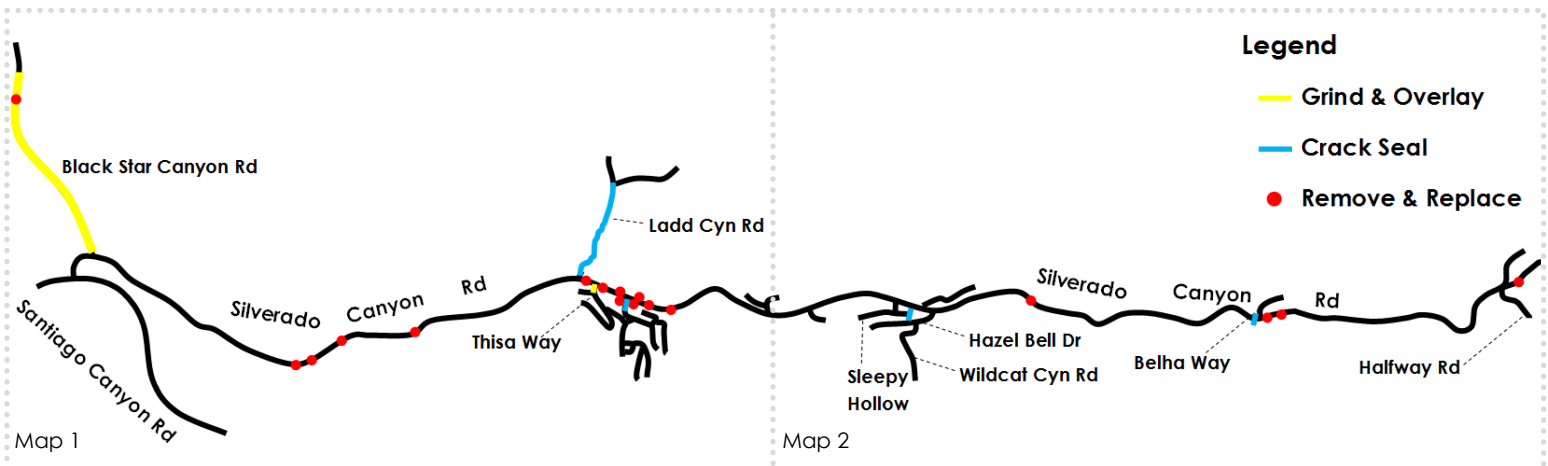 Legend
Grind & Overlay
Crack Seal
Remove & Replace
Black Star Canyon Rd
Ladd Cyn Rd
Silverado Canyon Rd
Santiago Canyon Rd
Thisa Way
Map 1
Silverado Canyon Rd
Hazel Bell Dr
Sleepy
Hollow
Wildcat Cyn Rd
Belha Way
Halfway Rd
Map 2